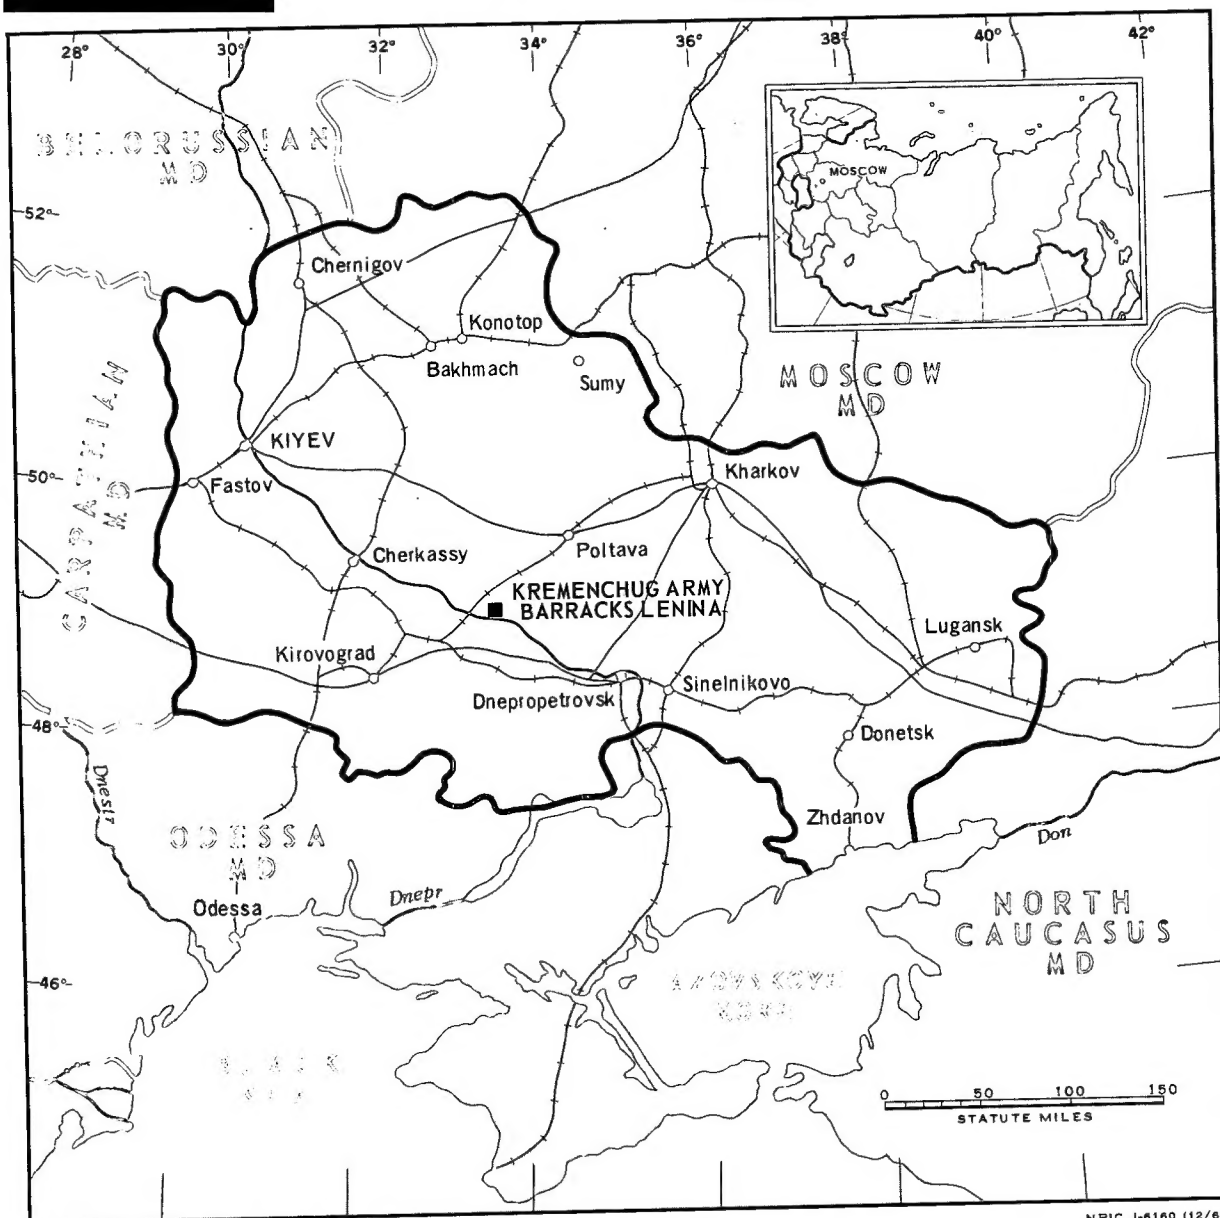 28°
30°
32°
34°
36°
38°
40°
42°
BELORUSSIAN
MD
MOSCOW
52°
Chernigov
Konotop
Bakhmach
Sumy
MOSCOW
MD
CARPATHIAN
MD
KIYEV
Kharkov
50°
Fastov
Cherkassy
Poltava
KREMENCHUG ARMY
BARRACKS LENINA
Lugansk
Kirovograd
Sinelnikovo
Dnepropetrovsk
48°
Donetsk
Dnestr
Zhdanov
Don
ODESSA
MD
Dnepr
Odessa
NORTH
CAUCASUS
MD
46°
0 50 100 150
STATUTE MILES